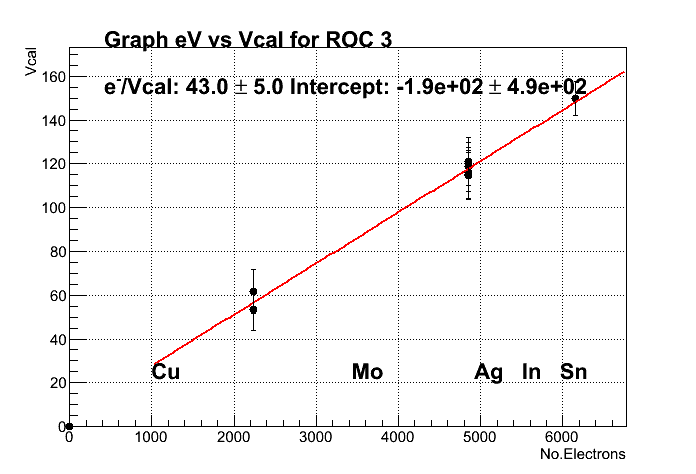 Graph eV vs Vcal for ROC 3
Vcal
e-/Vcal: 43.0 ± 5.0 Intercept: -1.9e+02 ± 4.9e+02
160
140
120
100
80
60
40
20
0
Cu Mo Ag In Sn
0 1000 2000 3000 4000 5000 6000
No.Electrons